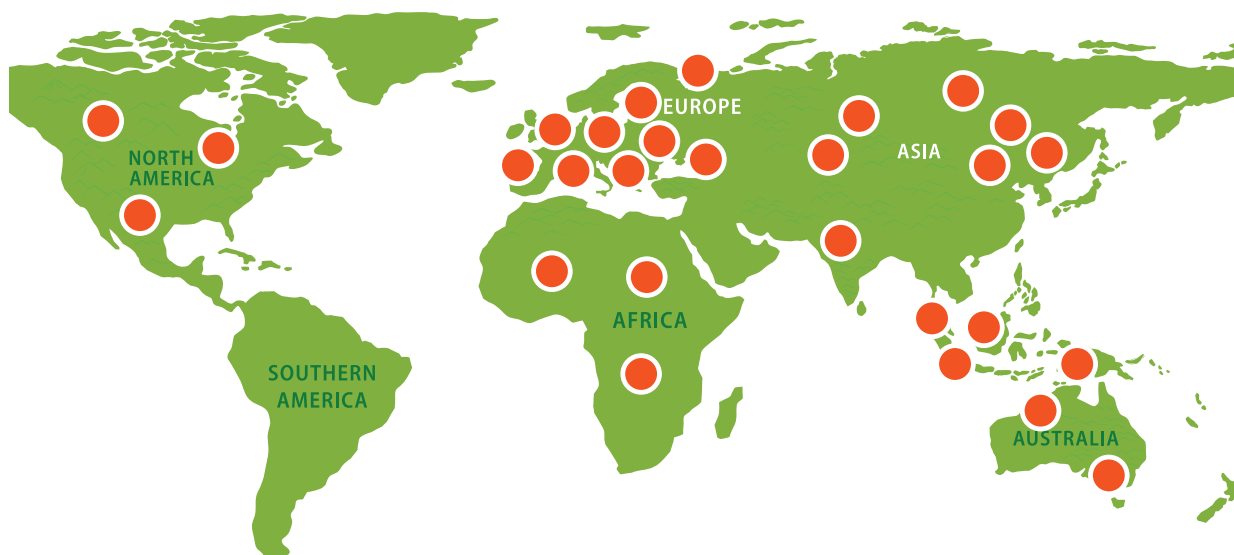 EUROPE
NORTH
AMERICA
ASIA
AFRICA
SOUTHERN
AMERICA
AUSTRALIA